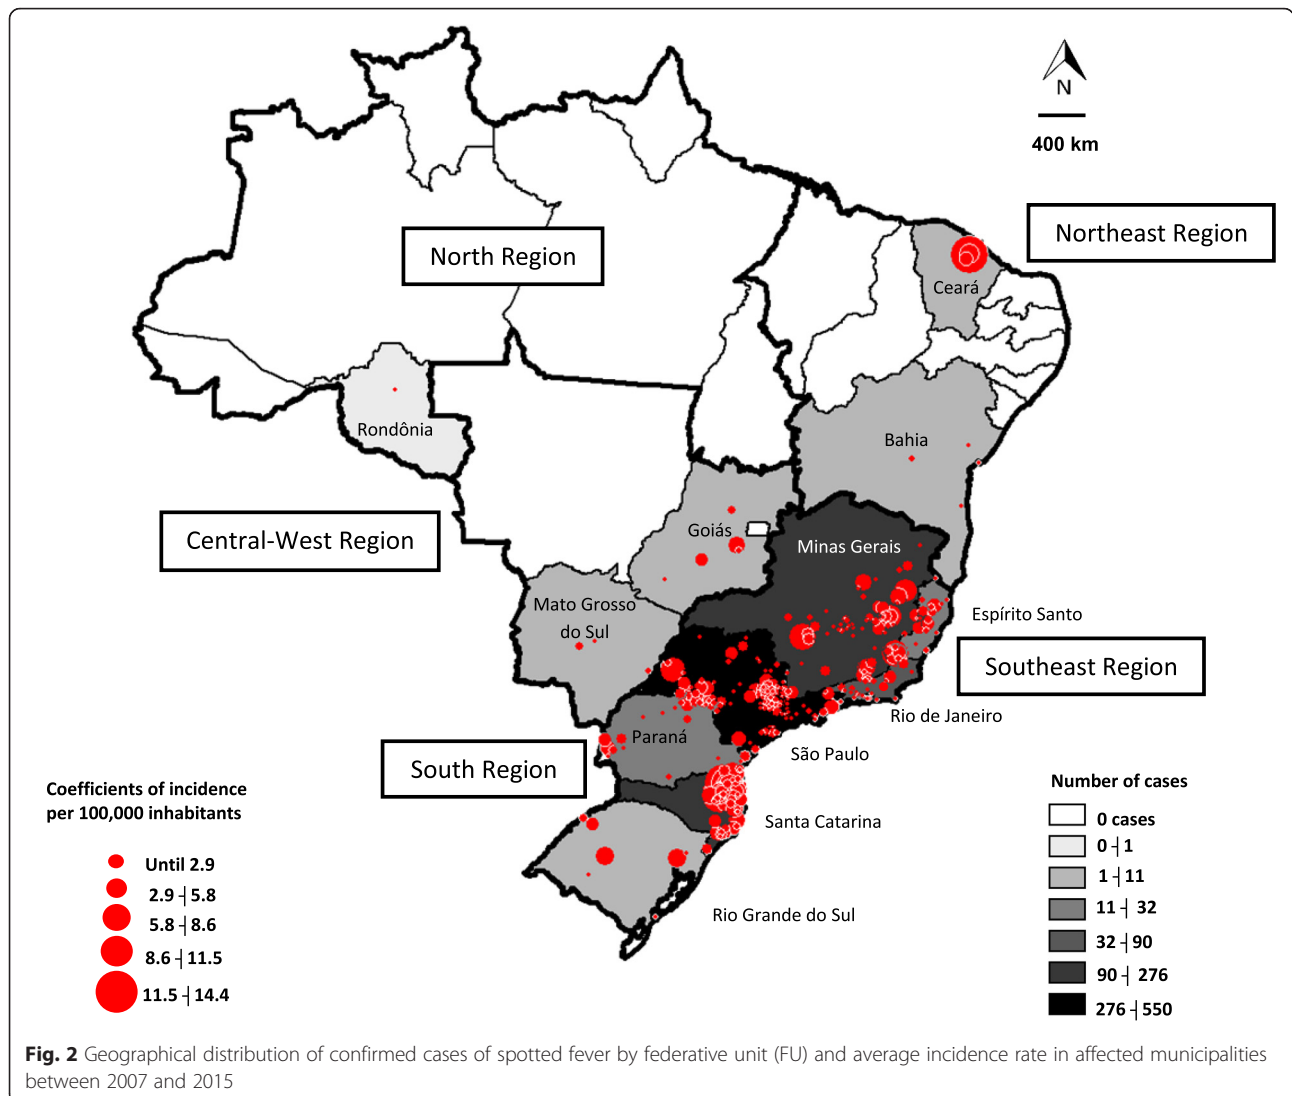 N
400 km
Northeast Region
North Region
Ceará
Rondônia
Bahia
Central-West Region
Goiás
Minas Gerais
Mato Grosso
do Sul
Espírito Santo
Southeast Region
Rio de Janeiro
Paraná
São Paulo
South Region
Santa Catarina
Rio Grande do Sul
Coefficients of incidence
per 100,000 inhabitants
Until 2.9
2.9 ┤5.8
5.8 ┤8.6
8.6 ┤11.5
11.5 ┤14.4
Number of cases
0 cases
0 ┤1
1 ┤11
11 ┤ 32
32 ┤90
90 ┤ 276
276 ┤550
Fig. 2 Geographical distribution of confirmed cases of spotted fever by federative unit (FU) and average incidence rate in affected municipalities
between 2007 and 2015